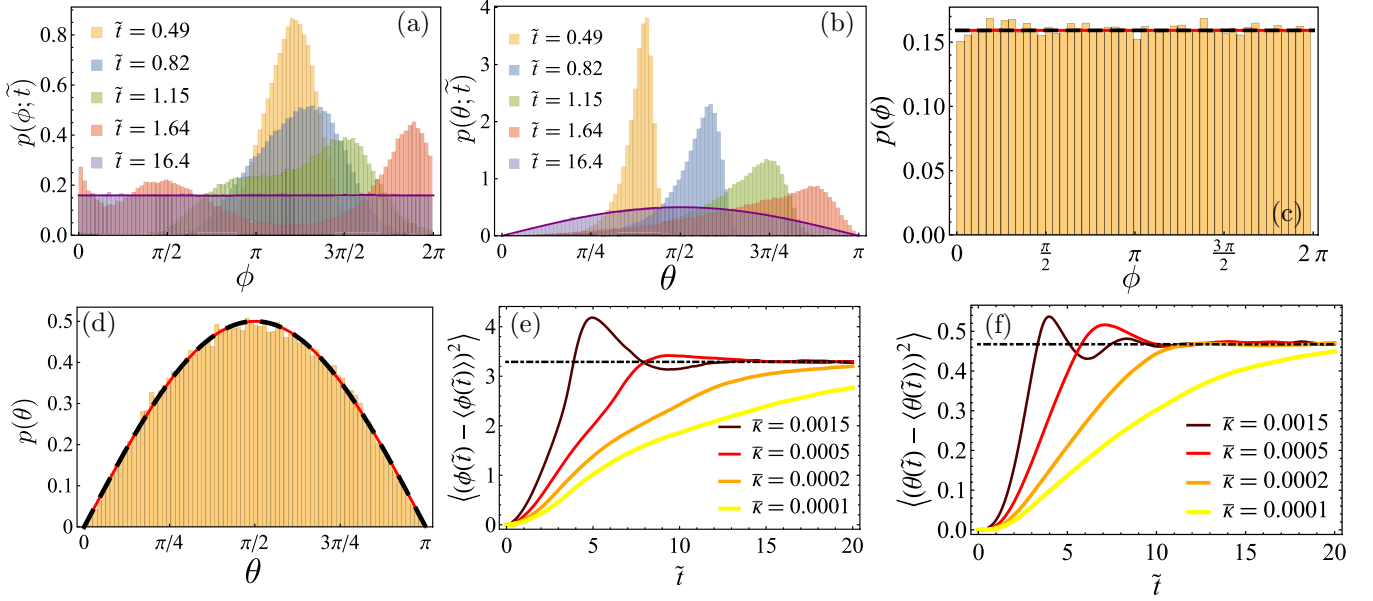 (a)
p(ϕ; t̃)
0.8
0.6
0.4
0.2
0
t̃ = 0.49
t̃ = 0.82
t̃ = 1.15
t̃ = 1.64
t̃ = 16.4
0 π/2 π 3π/2 2π
ϕ
(b)
p(θ; t̃)
4
3
2
1
0
t̃ = 0.49
t̃ = 0.82
t̃ = 1.15
t̃ = 1.64
t̃ = 16.4
0 π/4 π/2 3π/4 π
θ
(c)
p(ϕ)
0.15
0.10
0.05
0.00
0 π/2 π 3π/2 2π
ϕ
(d)
p(θ)
0.5
0.4
0.3
0.2
0.1
0
0 π/4 π/2 3π/4 π
θ
(e)
⟨(ϕ(t̃) − ⟨ϕ(t̃)⟩)²⟩
4
3
2
1
0
κ̄ = 0.0015
κ̄ = 0.0005
κ̄ = 0.0002
κ̄ = 0.0001
0 5 10 15 20
t̃
(f)
⟨(θ(t̃) − ⟨θ(t̃)⟩)²⟩
0.5
0.4
0.3
0.2
0.1
0.0
κ̄ = 0.0015
κ̄ = 0.0005
κ̄ = 0.0002
κ̄ = 0.0001
0 5 10 15 20
t̃